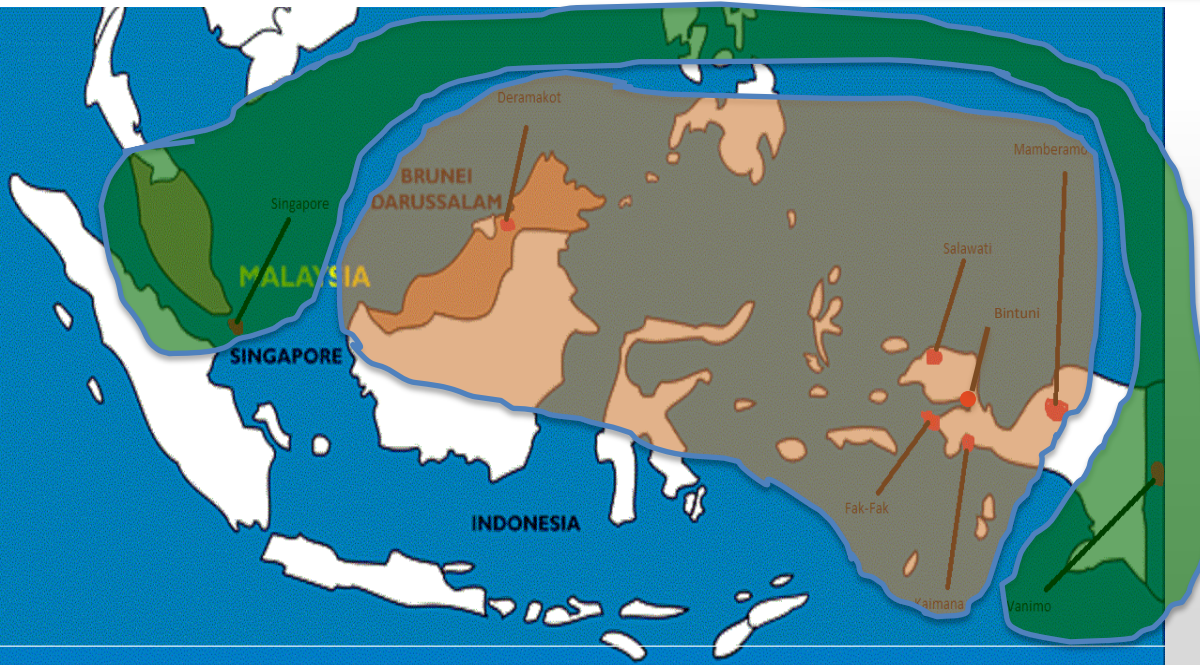 Deramakot
Mamberamo
BRUNEI
DARUSSALAM
Singapore
Salawati
MALAYSIA
Bintuni
SINGAPORE
Fak-Fak
INDONESIA
Kaimana
Vanimo